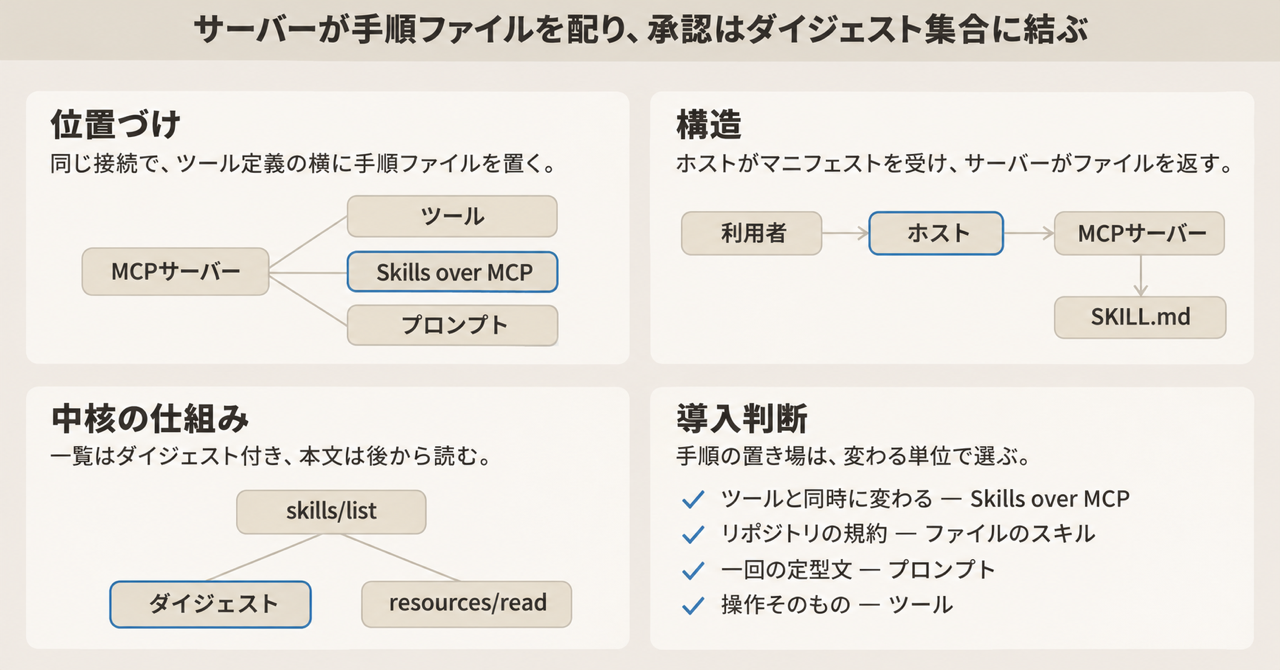 サーバーが手順ファイルを配り、承認はダイジェスト集合に結ぶ
位置づけ
同じ接続で、ツール定義の横に手順ファイルを置く。
ツール
MCPサーバー
Skills over MCP
プロンプト
構造
ホストがマニフェストを受け、サーバーがファイルを返す。
利用者
ホスト
MCPサーバー
SKILL.md
中核の仕組み
一覧はダイジェスト付き、本文は後から読む。
skills/list
ダイジェスト
resources/read
導入判断
手順の置き場は、変わる単位で選ぶ。
ツールと同時に変わる — Skills over MCP
リポジトリの規約 — ファイルのスキル
一回の定型文 — プロンプト
操作そのもの — ツール